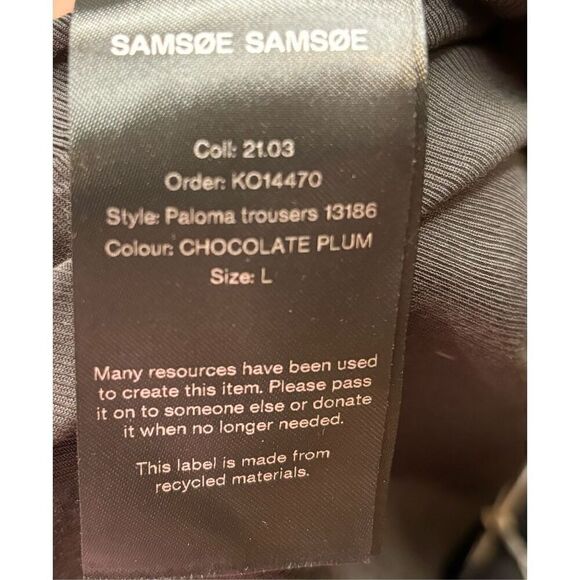 SAMSØE SAMSØE
Coll: 21.03
Order: KO14470
Style: Paloma trousers 13186
Colour: CHOCOLATE PLUM
Size: L
Many resources have been used
to create this item. Please pass
it on to someone else or donate
it when no longer needed.
This label is made from
recycled materials.